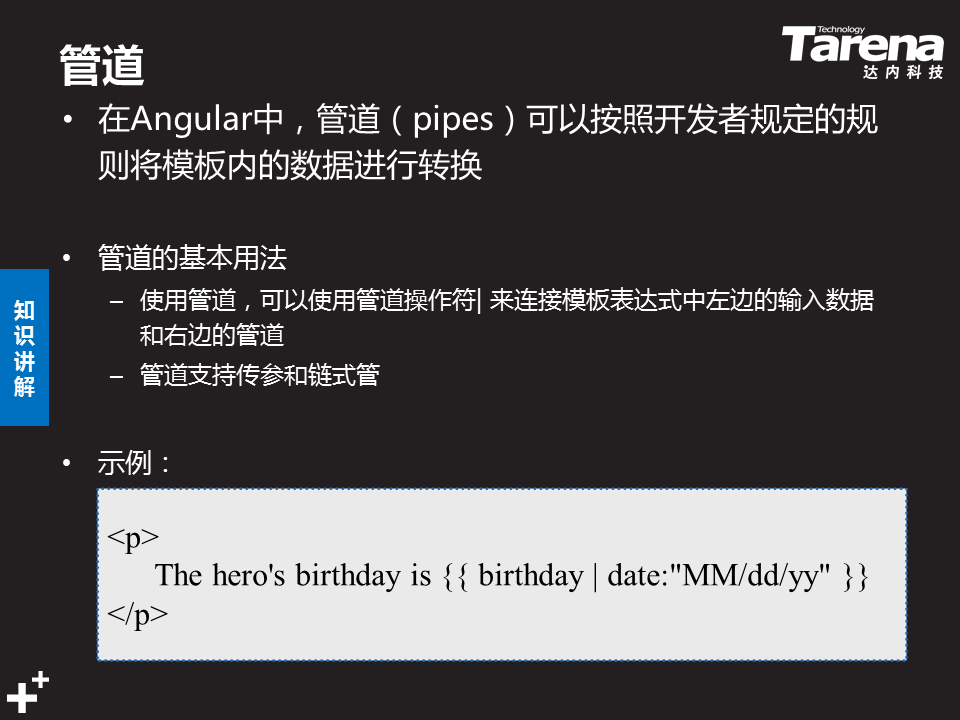 管道
Technology
Tarena
达内科技
• 在Angular中，管道（pipes）可以按照开发者规定的规
则将模板内的数据进行转换
• 管道的基本用法
– 使用管道，可以使用管道操作符| 来连接模板表达式中左边的输入数据
和右边的管道
– 管道支持传参和链式管
知
识
讲
解
• 示例：
<p>
The hero's birthday is {{ birthday | date:"MM/dd/yy" }}
</p>